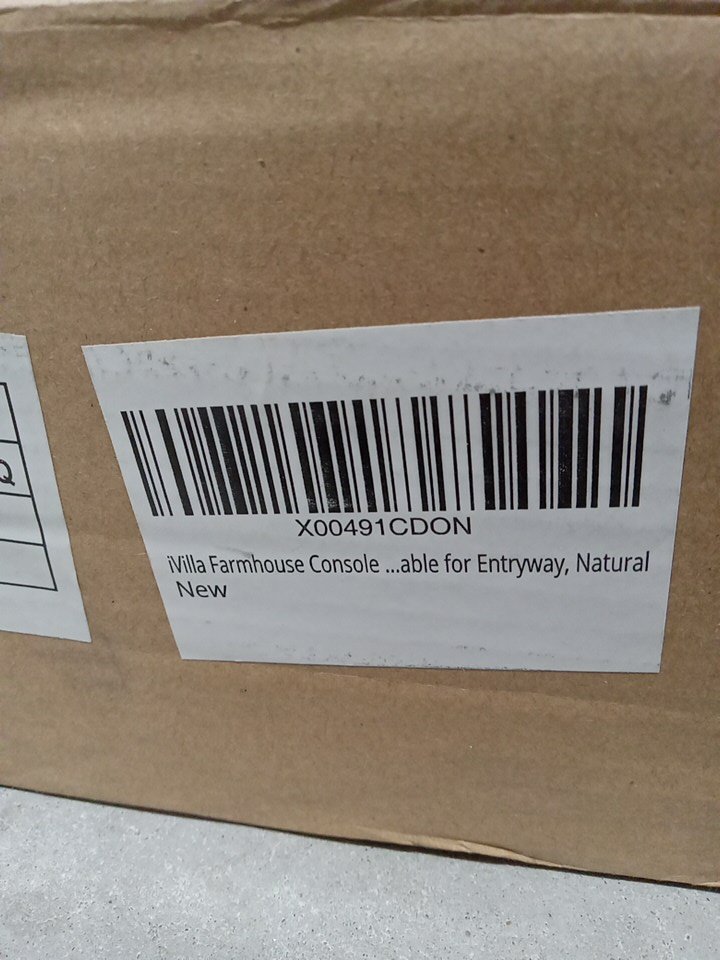 X00491CDON
iVilla Farmhouse Console ...able for Entryway, Natural
New
Q